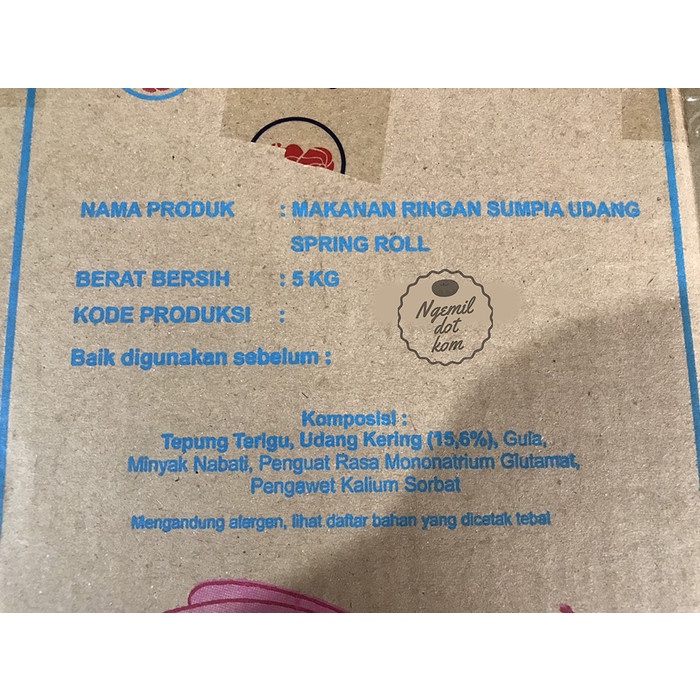 NAMA PRODUK : MAKANAN RINGAN SUMPIA UDANG
SPRING ROLL
BERAT BERSIH : 5 KG
KODE PRODUKSI :
Baik digunakan sebelum :
Ngemil
dot
kom
Komposisi :
Tepung Terigu, Udang Kering (15,6%), Gula,
Minyak Nabati, Penguat Rasa Mononatrium Glutamat,
Pengawet Kalium Sorbat
Mengandung alergen, lihat daftar bahan yang dicetak tebal